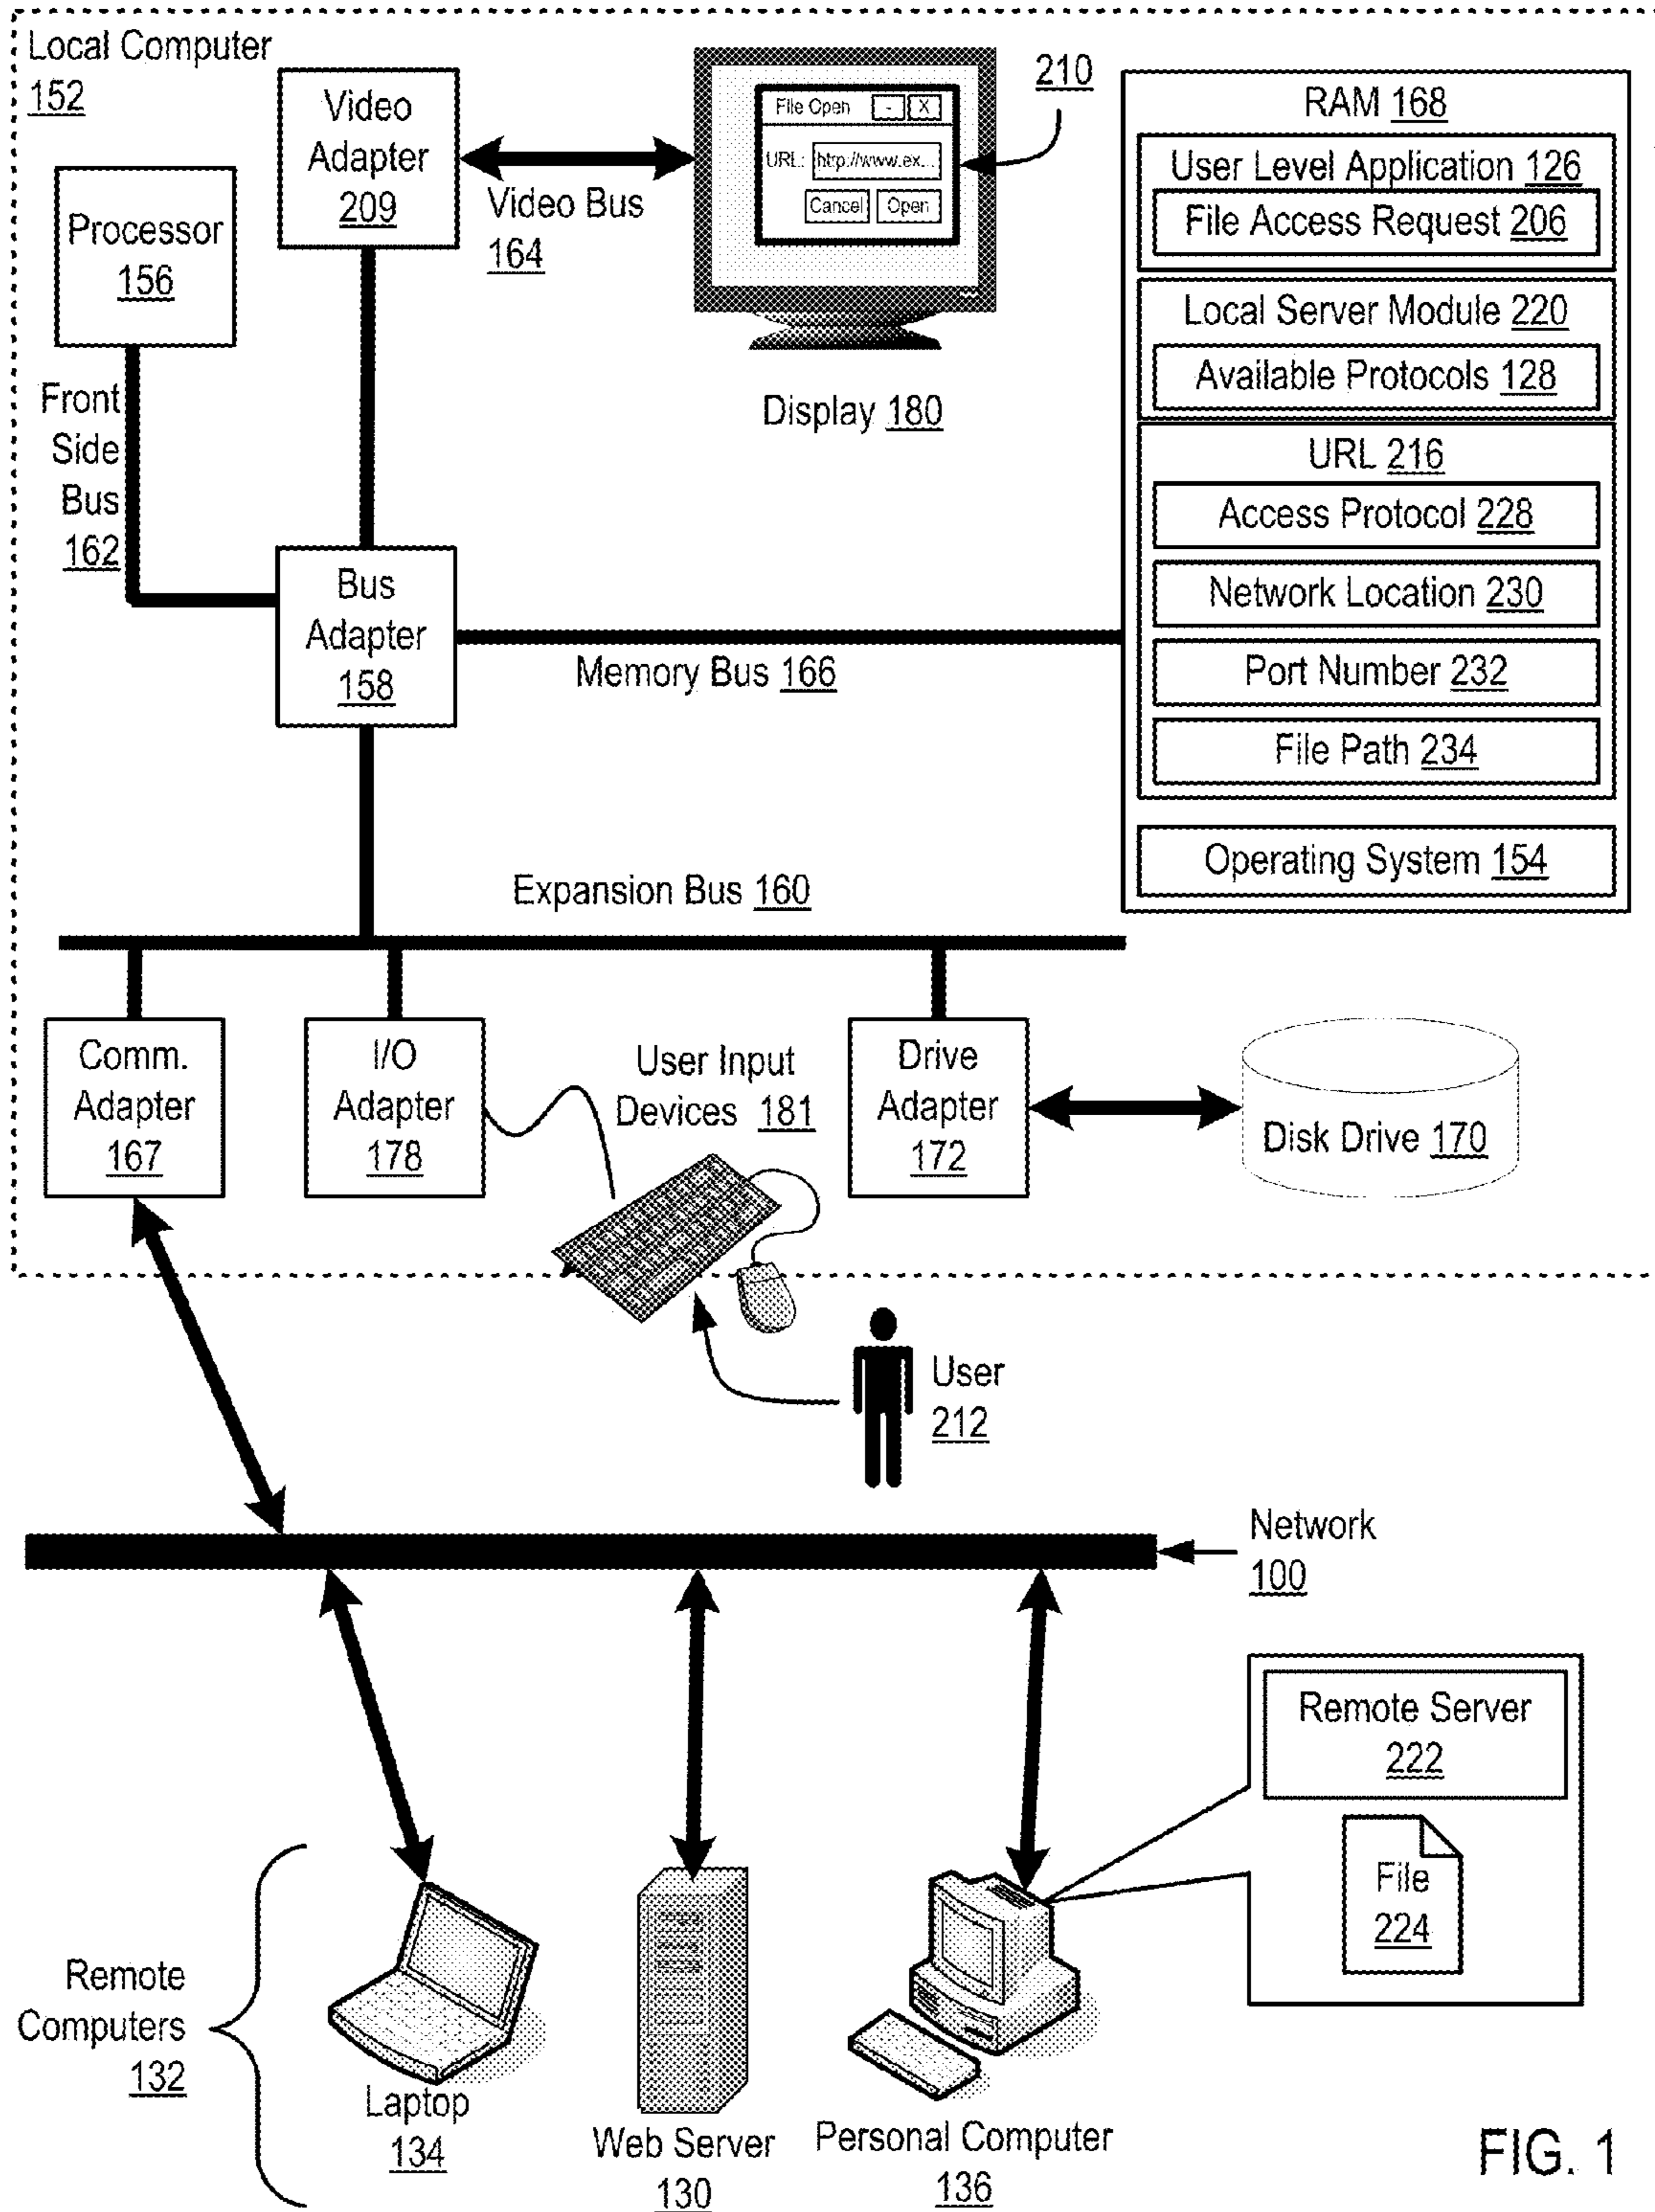 Local Computer
152
Video
Adapter
209
Video Bus
164
Processor
156
Front
Side
Bus
162
File Open - X
URL: http://www.ex...
Cancel Open
210
Display 180
RAM 168
User Level Application 126
File Access Request 206
Local Server Module 220
Available Protocols 128
URL 216
Access Protocol 228
Network Location 230
Port Number 232
File Path 234
Operating System 154
Bus
Adapter
158
Memory Bus 166
Expansion Bus 160
Comm.
Adapter
167
I/O
Adapter
178
User Input
Devices 181
Drive
Adapter
172
Disk Drive 170
User
212
Network
100
Remote Server
222
File
224
Remote
Computers
132
Laptop
134
Web Server
130
Personal Computer
136
FIG. 1